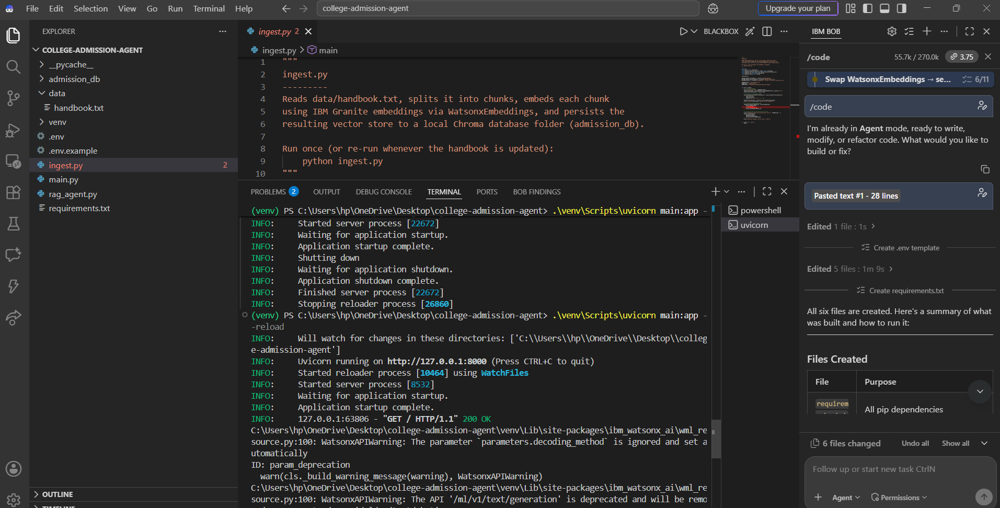 File Edit Selection View Go Run Terminal Help
college-admission-agent
Upgrade your plan
EXPLORER
COLLEGE-ADMISSION-AGENT
__pycache__
admission_db
data
handbook.txt
venv
.env
.env.example
ingest.py 2
main.py
rag_agent.py
requirements.txt
OUTLINE
ingest.py 2
BLACKBOX
ingest.py > main
1 """
2 ingest.py
3 ---------
4 Reads data/handbook.txt, splits it into chunks, embeds each chunk
5 using IBM Granite embeddings via WatsonxEmbeddings, and persists the
6 resulting vector store to a local Chroma database folder (admission_db).
7
8 Run once (or re-run whenever the handbook is updated):
9 python ingest.py
10 """
PROBLEMS 2 OUTPUT DEBUG CONSOLE TERMINAL PORTS BOB FINDINGS
powershell
uvicorn
(venv) PS C:\Users\hp\OneDrive\Desktop\college-admission-agent> .\venv\Scripts\uvicorn main:app -
INFO: Started server process [22672]
INFO: Waiting for application startup.
INFO: Application startup complete.
INFO: Shutting down
INFO: Waiting for application shutdown.
INFO: Application shutdown complete.
INFO: Finished server process [22672]
INFO: Stopping reloader process [26860]
(venv) PS C:\Users\hp\OneDrive\Desktop\college-admission-agent> .\venv\Scripts\uvicorn main:app -
-reload
INFO: Will watch for changes in these directories: ['C:\\Users\\hp\\OneDrive\\Desktop\\colleg
e-admission-agent']
INFO: Uvicorn running on http://127.0.0.1:8000 (Press CTRL+C to quit)
INFO: Started reloader process [10464] using WatchFiles
INFO: Started server process [8532]
INFO: Waiting for application startup.
INFO: Application startup complete.
INFO: 127.0.0.1:63806 - "GET / HTTP/1.1" 200 OK
C:\Users\hp\OneDrive\Desktop\college-admission-agent\venv\Lib\site-packages\ibm_watsonx_ai\wml_re
source.py:100: WatsonxAPIWarning: The parameter `parameters.decoding_method` is ignored and set a
utomatically
ID: param_deprecation
warn(cls._build_warning_message(warning), WatsonxAPIWarning)
C:\Users\hp\OneDrive\Desktop\college-admission-agent\venv\Lib\site-packages\ibm_watsonx_ai\wml_re
source.py:100: WatsonxAPIWarning: The API '/ml/v1/text/generation' is deprecated and will be remo
IBM BOB
/code 55.7k / 270.0k 3.75
Swap WatsonxEmbeddings → se... 6/11
/code
I'm already in Agent mode, ready to write,
modify, or refactor code. What would you like to
build or fix?
Pasted text #1 - 28 lines
Edited 1 file : 1s >
Create .env template
Edited 5 files : 1m 9s >
Create requirements.txt
All six files are created. Here's a summary of what
was built and how to run it:
Files Created
File Purpose
requirem All pip dependencies
6 files changed Undo all Show all
Follow up or start new task CtrlN
Agent Permissions